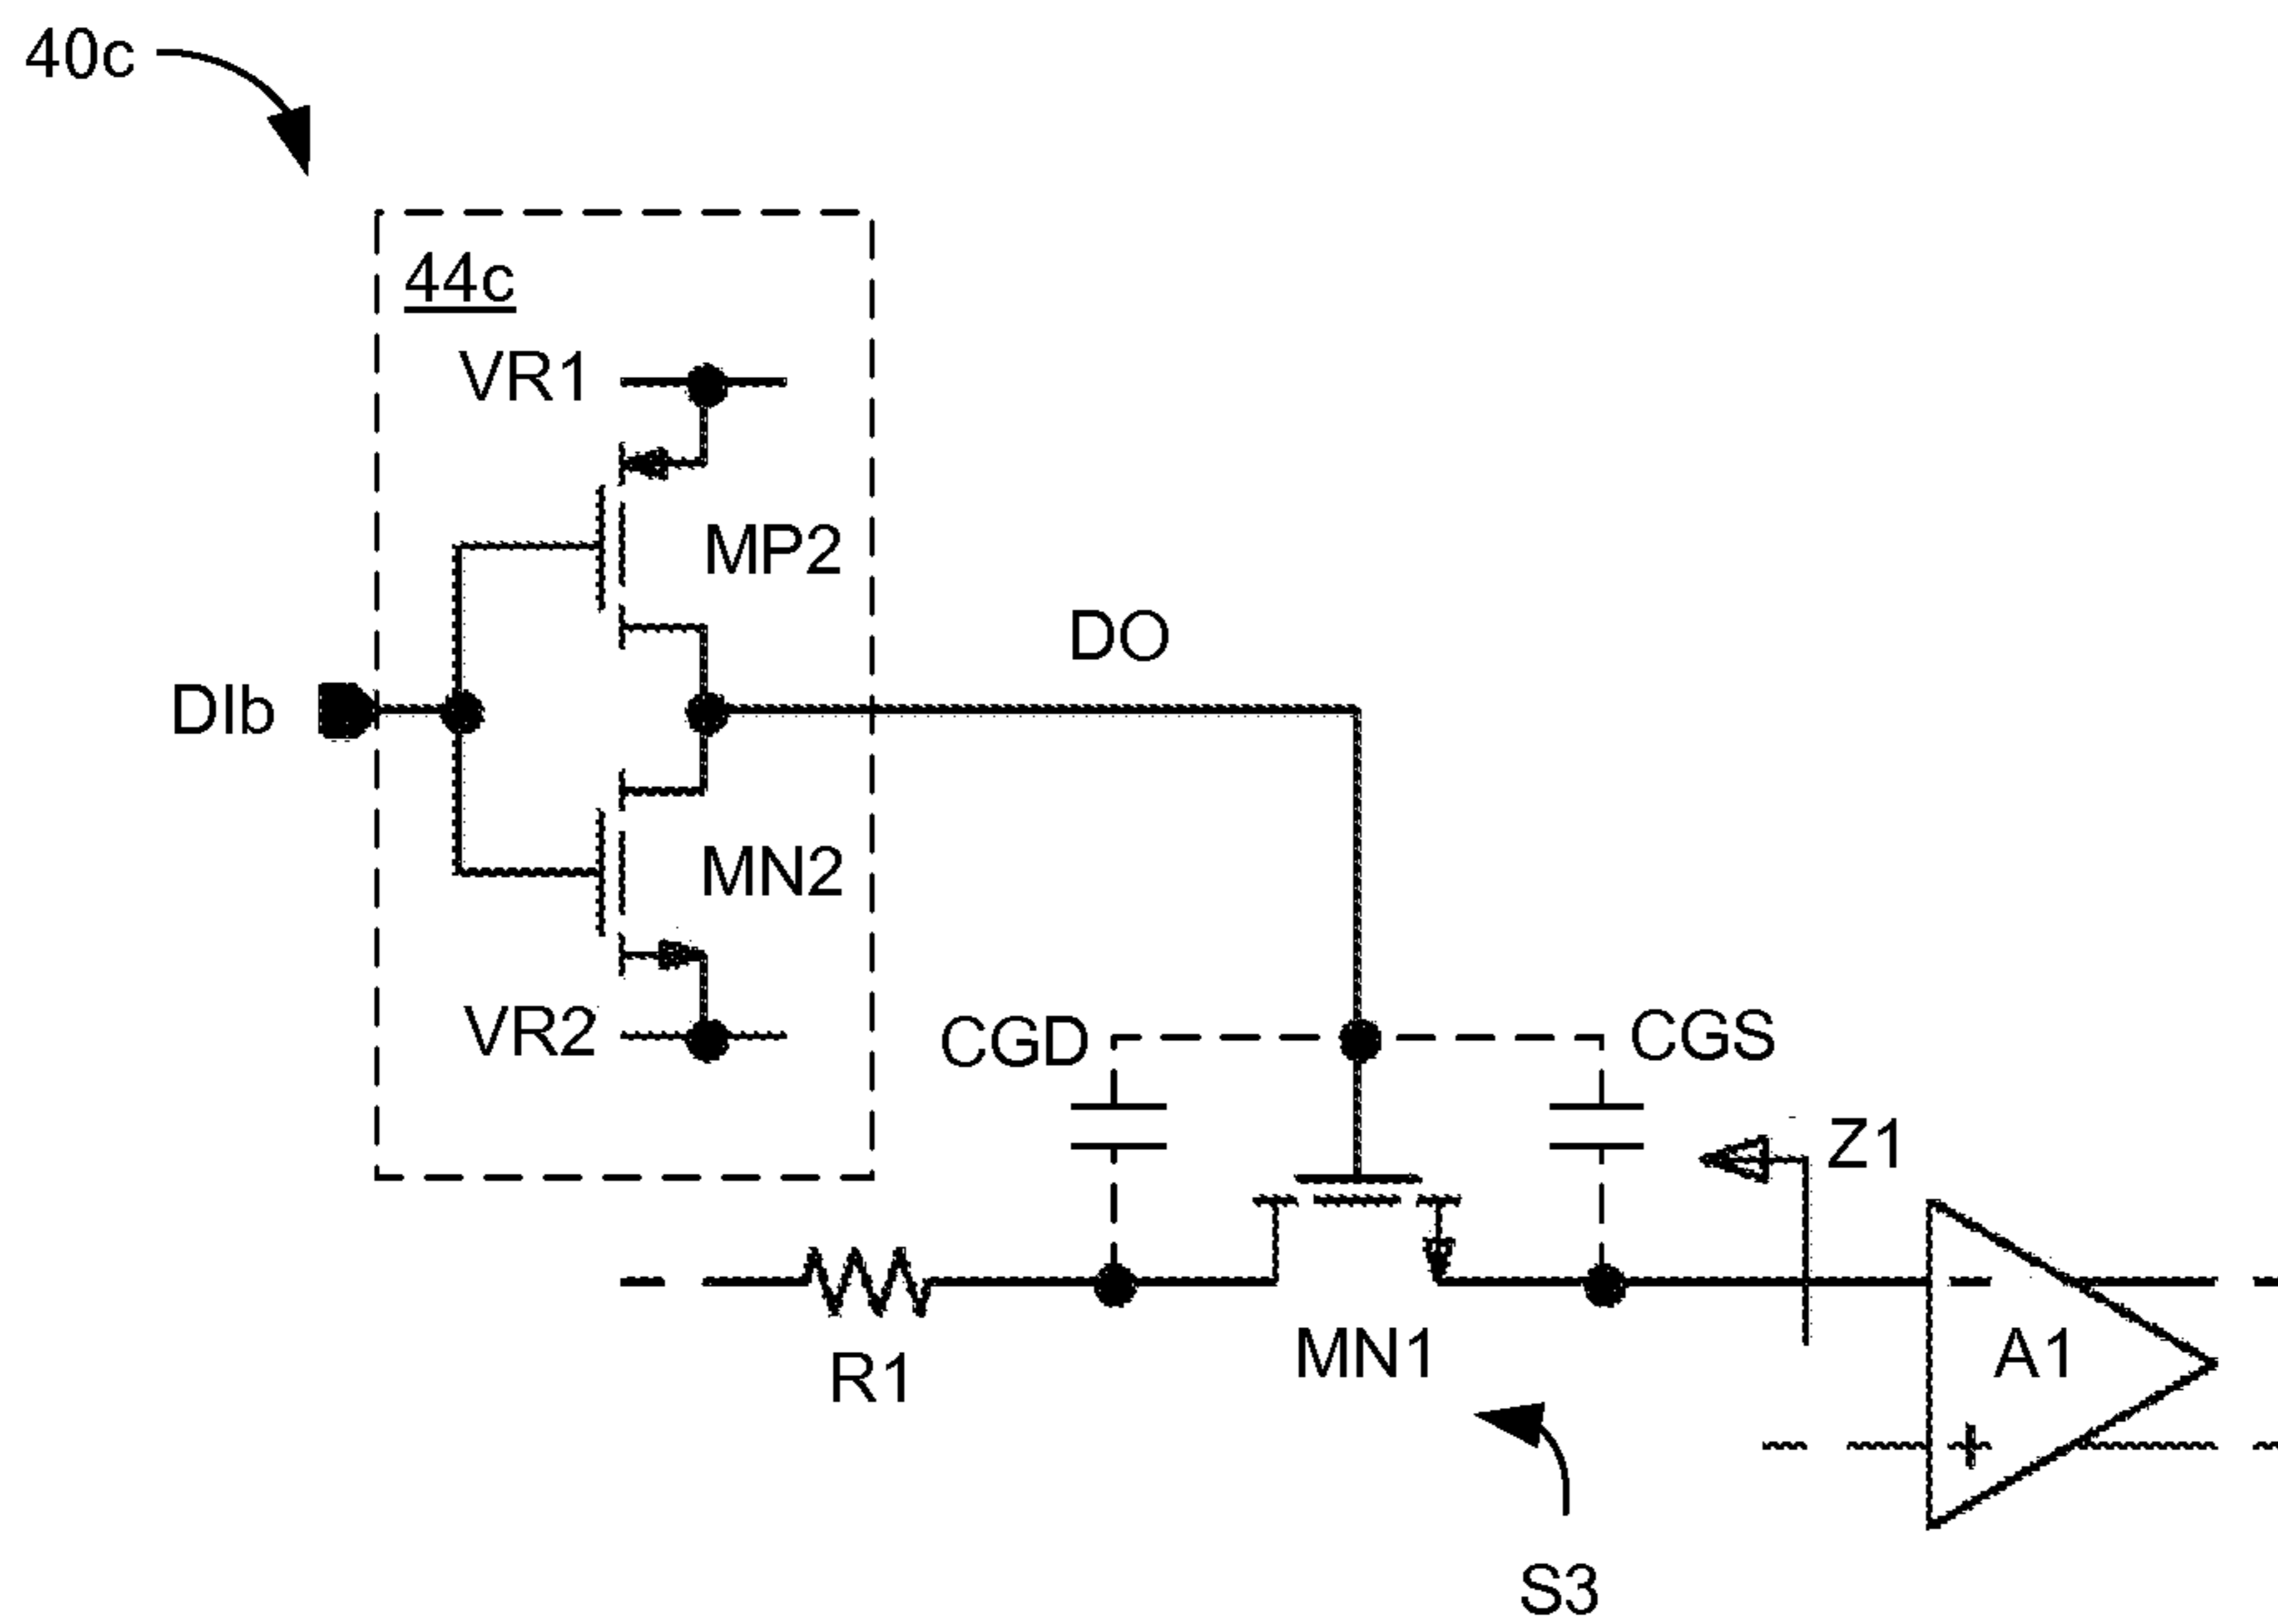 40c
44c
VR1
MP2
DO
DIb
MN2
VR2
CGD
CGS
Z1
R1
MN1
A1
+
S3